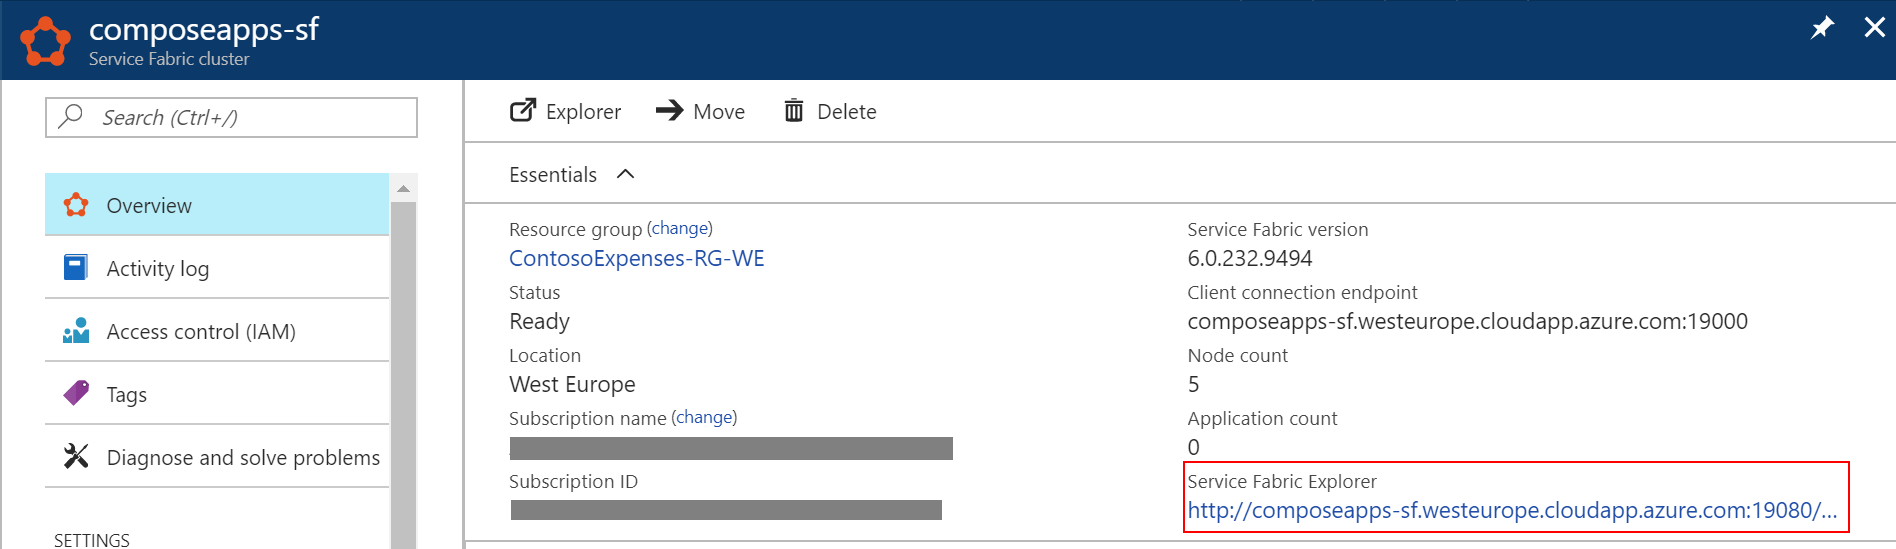 composeapps-sf
Service Fabric cluster
Search (Ctrl+/)
Overview
Activity log
Access control (IAM)
Tags
Diagnose and solve problems
SETTINGS
Explorer
Move
Delete
Essentials
Resource group (change)
ContosoExpenses-RG-WE
Status
Ready
Location
West Europe
Subscription name (change)
Subscription ID
Service Fabric version
6.0.232.9494
Client connection endpoint
composeapps-sf.westeurope.cloudapp.azure.com:19000
Node count
5
Application count
0
Service Fabric Explorer
http://composeapps-sf.westeurope.cloudapp.azure.com:19080/...